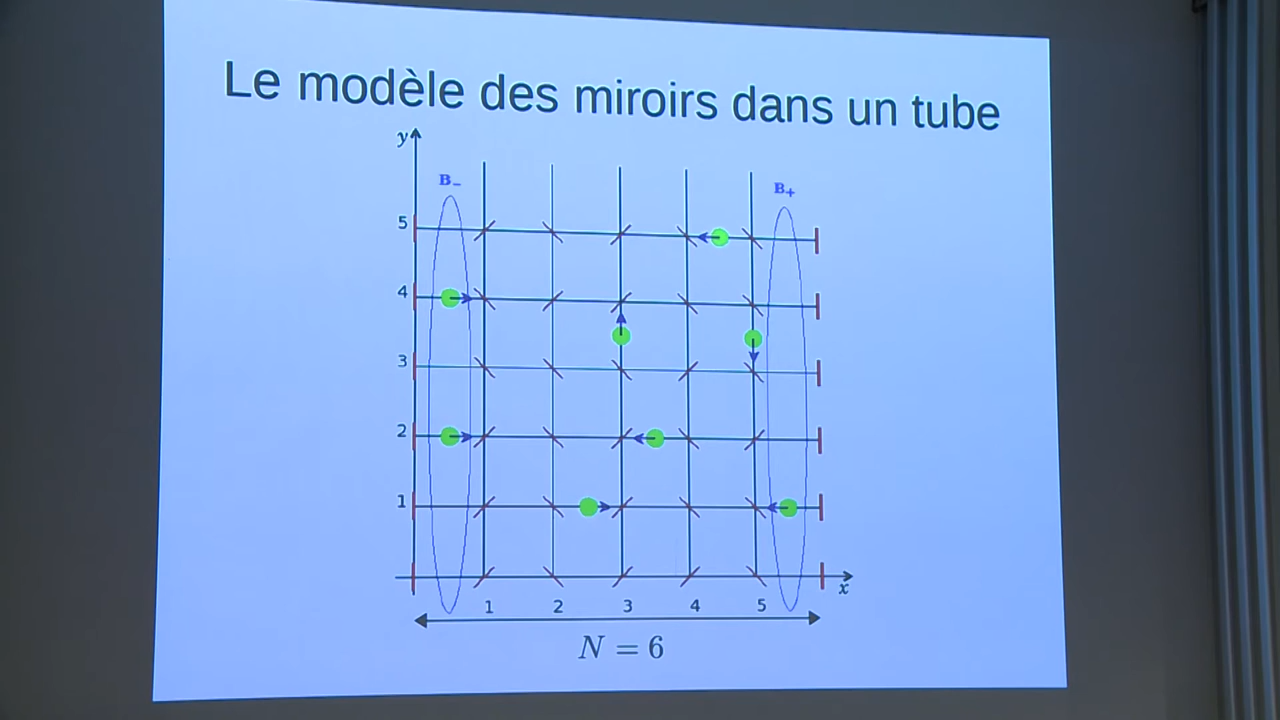 Le modèle des miroirs dans un tube
y
B₋
B₊
5
4
3
2
1
x
1 2 3 4 5
N = 6